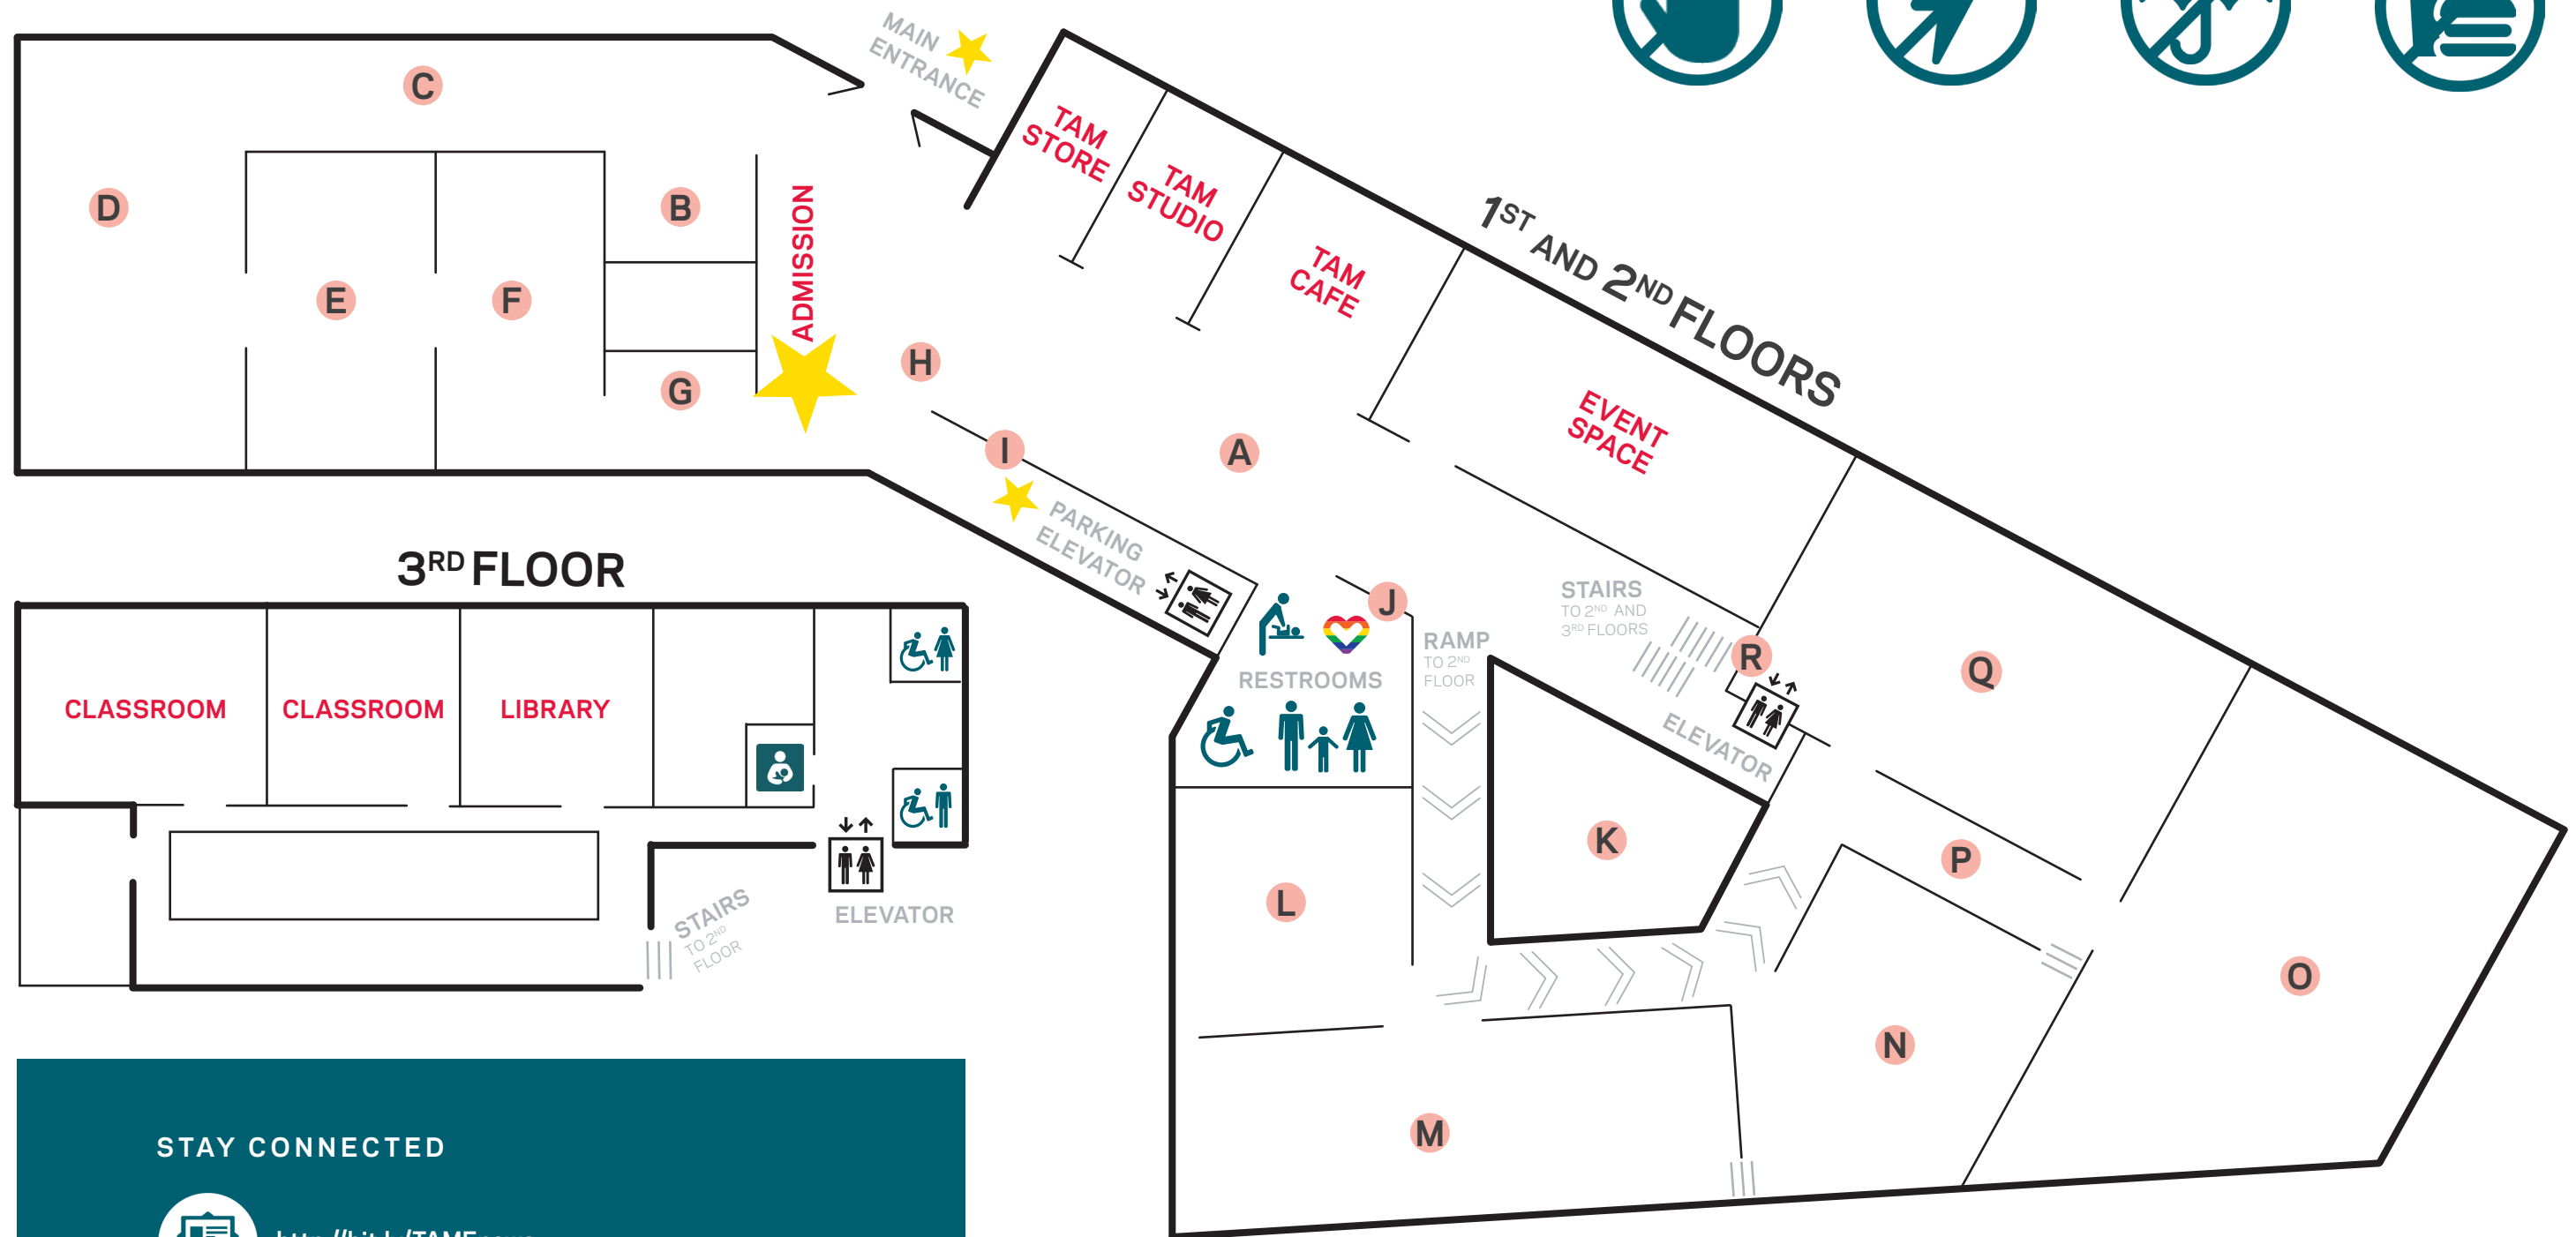 MAIN
ENTRANCE
C
D
B
E
F
G
ADMISSION
H
I
A
TAM
STORE
TAM
STUDIO
TAM
CAFE
EVENT
SPACE
1ST AND 2ND FLOORS
PARKING
ELEVATOR
J
RESTROOMS
RAMP
TO 2ND
FLOOR
STAIRS
TO 2ND AND
3RD FLOORS
R
ELEVATOR
Q
K
P
L
O
N
M
3RD FLOOR
CLASSROOM
CLASSROOM
LIBRARY
STAIRS
TO 2ND
FLOOR
ELEVATOR
STAY CONNECTED